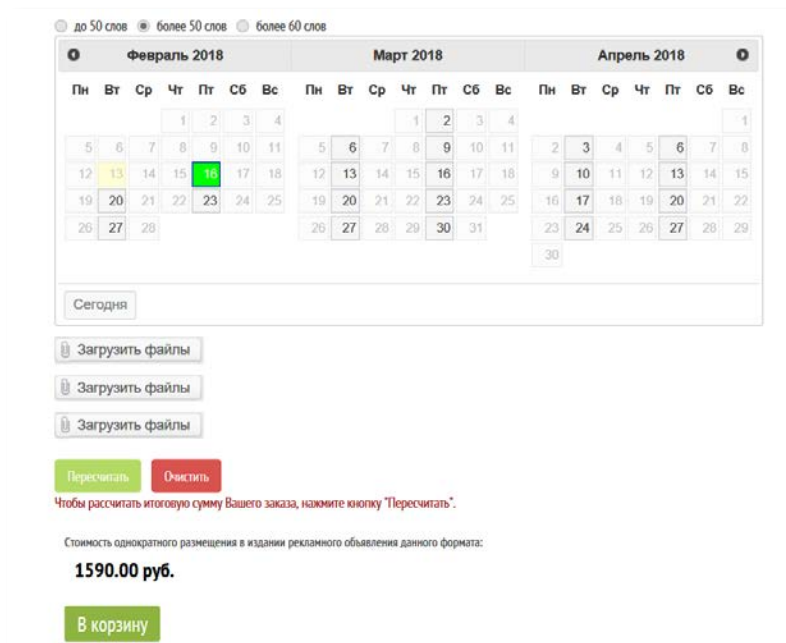 до 50 слов более 50 слов более 60 слов
Февраль 2018 Март 2018 Апрель 2018
Пн Вт Ср Чт Пт Сб Вс Пн Вт Ср Чт Пт Сб Вс Пн Вт Ср Чт Пт Сб Вс
1 2 3 4 1 2 3 4 1
5 6 7 8 9 10 11 5 6 7 8 9 10 11 2 3 4 5 6 7 8
12 13 14 15 16 17 18 12 13 14 15 16 17 18 9 10 11 12 13 14 15
19 20 21 22 23 24 25 19 20 21 22 23 24 25 16 17 18 19 20 21 22
26 27 28 26 27 28 29 30 31 23 24 25 26 27 28 29
30
Сегодня
Загрузить файлы
Загрузить файлы
Загрузить файлы
Пересчитать Очистить
Чтобы рассчитать итоговую сумму Вашего заказа, нажмите кнопку "Пересчитать".
Стоимость однократного размещения в издании рекламного объявления данного формата:
1590.00 руб.
В корзину